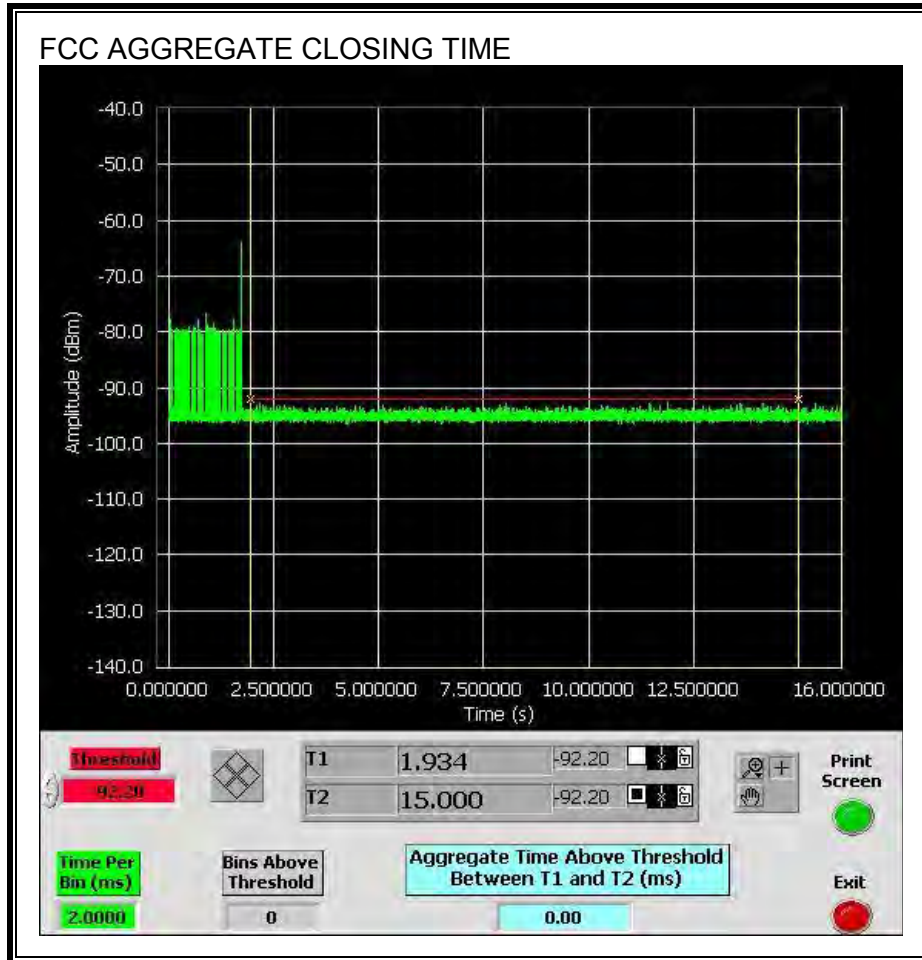 FCC AGGREGATE CLOSING TIME
-40.0
-50.0
-60.0
-70.0
-80.0
-90.0
-100.0
-110.0
-120.0
-130.0
-140.0
Amplitude (dBm)
0.000000 2.500000 5.000000 7.500000 10.000000 12.500000 16.000000
Time (s)
Threshold
-92.20
T1 1.934 -92.20
T2 15.000 -92.20
Print
Screen
Time Per
Bin (ms)
2.0000
Bins Above
Threshold
0
Aggregate Time Above Threshold
Between T1 and T2 (ms)
0.00
Exit